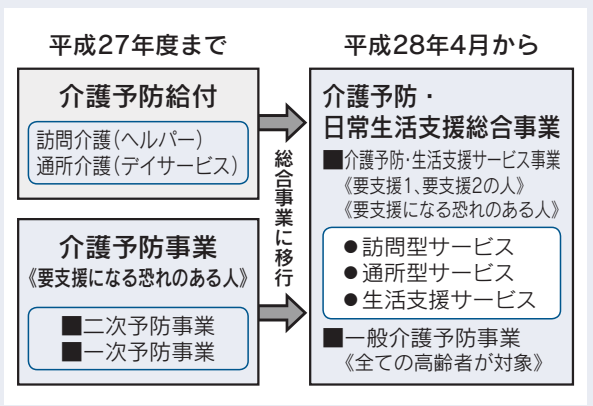 平成27年度まで
介護予防給付
訪問介護(ヘルパー)
通所介護(デイサービス)
介護予防事業
《要支援になる恐れのある人》
■二次予防事業
■一次予防事業
総合事業に移行
平成28年4月から
介護予防・
日常生活支援総合事業
■介護予防・生活支援サービス事業
《要支援1、要支援2の人》
《要支援になる恐れのある人》
●訪問型サービス
●通所型サービス
●生活支援サービス
■一般介護予防事業
《全ての高齢者が対象》